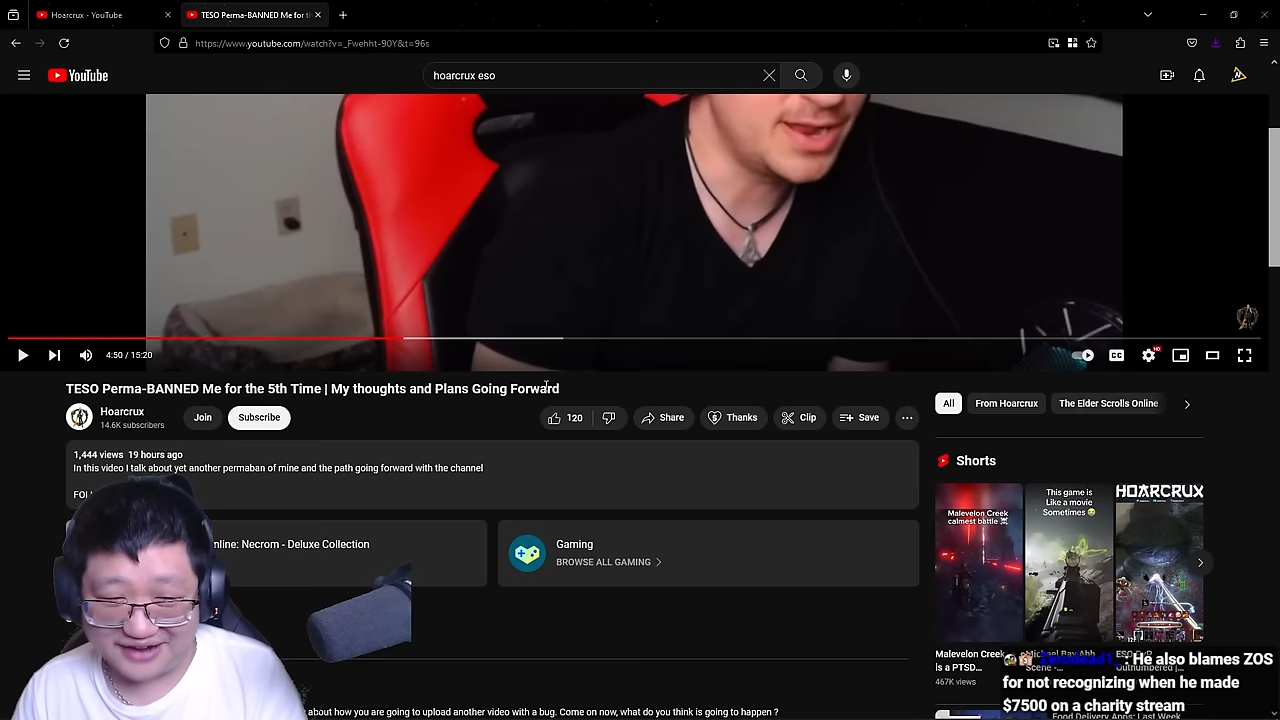 Hoarcrux - YouTube
TESO Perma-BANNED Me for the 5th
https://www.youtube.com/watch?v=_Fwehht-90Y&t=96s
YouTube
hoarcrux eso
4:50 / 15:20
CC
HD
TESO Perma-BANNED Me for the 5th Time | My thoughts and Plans Going Forward
Hoarcrux
14.6K subscribers
Join
Subscribe
120
Share
Thanks
Clip
Save
1,444 views 19 hours ago
In this video I talk about yet another permaban of mine and the path going forward with the channel
FOL
nline: Necrom - Deluxe Collection
Gaming
BROWSE ALL GAMING
about how you are going to upload another video with a bug. Come on now, what do you think is going to happen ?
All
From Hoarcrux
The Elder Scrolls Online
Shorts
Malevelon Creek
calmest battle
This game is
Like a movie
Sometimes
HOARCRUX
Malevelon Creek
is a PTSD...
467K views
Zerodead1_: He also blames ZOS
for not recognizing when he made
$7500 on a charity stream